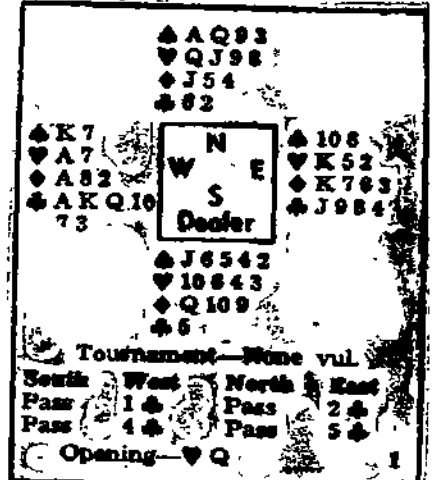 ♠ A Q 9 3
♥ Q J 9 8
♦ J 5 4
♣ 6 2
♠ K 7
♥ A 7
♦ A 8 2
♣ A K Q 10
7 3
N
W E
S
Dealer
♠ 10 8
♥ K 5 2
♦ K 7 6 3
♣ J 9 8 4
♠ J 6 5 4 2
♥ 10 6 4 3
♦ Q 10 9
♣ 5
Tournament—None vul.
South West North East
Pass 1 ♣ Pass 2 ♣
Pass 4 ♣ Pass 5 ♣
Opening—♥ Q
1